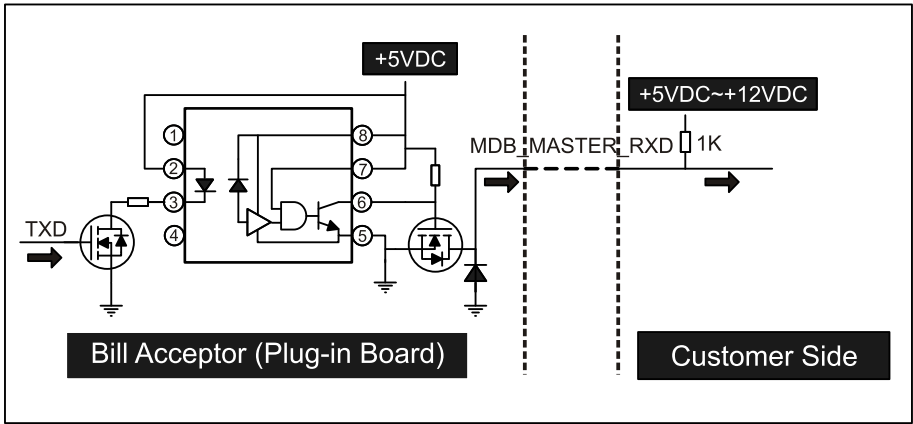 +5VDC
+5VDC~+12VDC
① ⑧
MDB_MASTER_RXD
1K
② ⑦
③ ⑥
TXD
④ ⑤
Bill Acceptor (Plug-in Board)
Customer Side